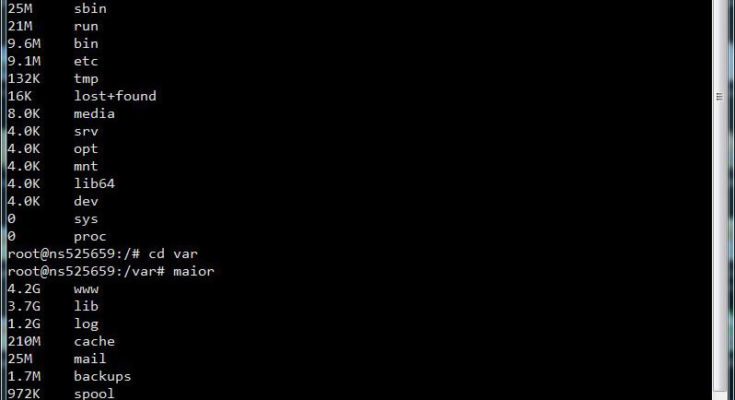 25M     sbin
21M     run
9.6M    bin
9.1M    etc
132K    tmp
16K     lost+found
8.0K    media
4.0K    srv
4.0K    opt
4.0K    mnt
4.0K    lib64
4.0K    dev
0       sys
0       proc
root@ns525659:/# cd var
root@ns525659:/var# maior
4.2G    www
3.7G    lib
1.2G    log
210M    cache
25M     mail
1.7M    backups
972K    spool